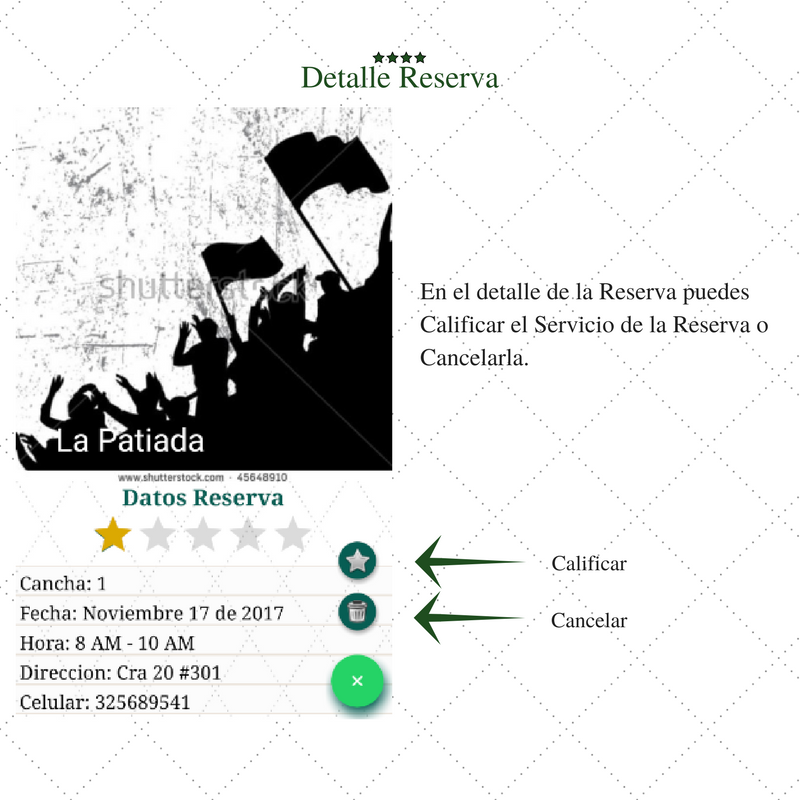 Detalle Reserva
shutterstock
La Patiada
www.shutterstock.com · 45648910
Datos Reserva
Cancha: 1
Fecha: Noviembre 17 de 2017
Hora: 8 AM - 10 AM
Direccion: Cra 20 #301
Celular: 325689541
En el detalle de la Reserva puedes
Calificar el Servicio de la Reserva o
Cancelarla.
Calificar
Cancelar